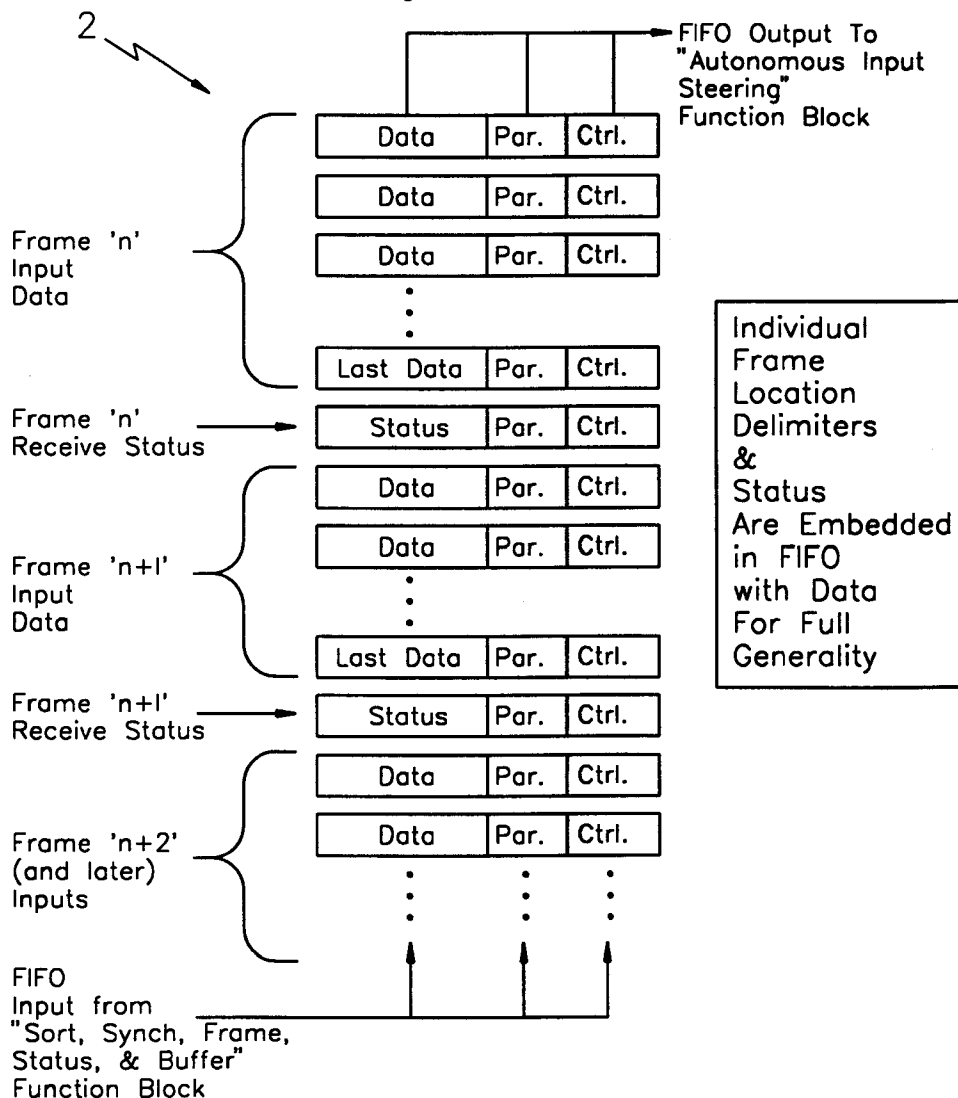 2
FIFO Output To
"Autonomous Input
Steering"
Function Block
Data Par. Ctrl.
Data Par. Ctrl.
Frame 'n'
Input
Data
Data Par. Ctrl.
Last Data Par. Ctrl.
Frame 'n'
Receive Status
Status Par. Ctrl.
Data Par. Ctrl.
Data Par. Ctrl.
Frame 'n+1'
Input
Data
Last Data Par. Ctrl.
Frame 'n+1'
Receive Status
Status Par. Ctrl.
Data Par. Ctrl.
Data Par. Ctrl.
Frame 'n+2'
(and later)
Inputs
FIFO
Input from
"Sort, Synch, Frame,
Status, & Buffer"
Function Block
Individual
Frame
Location
Delimiters
&
Status
Are Embedded
in FIFO
with Data
For Full
Generality